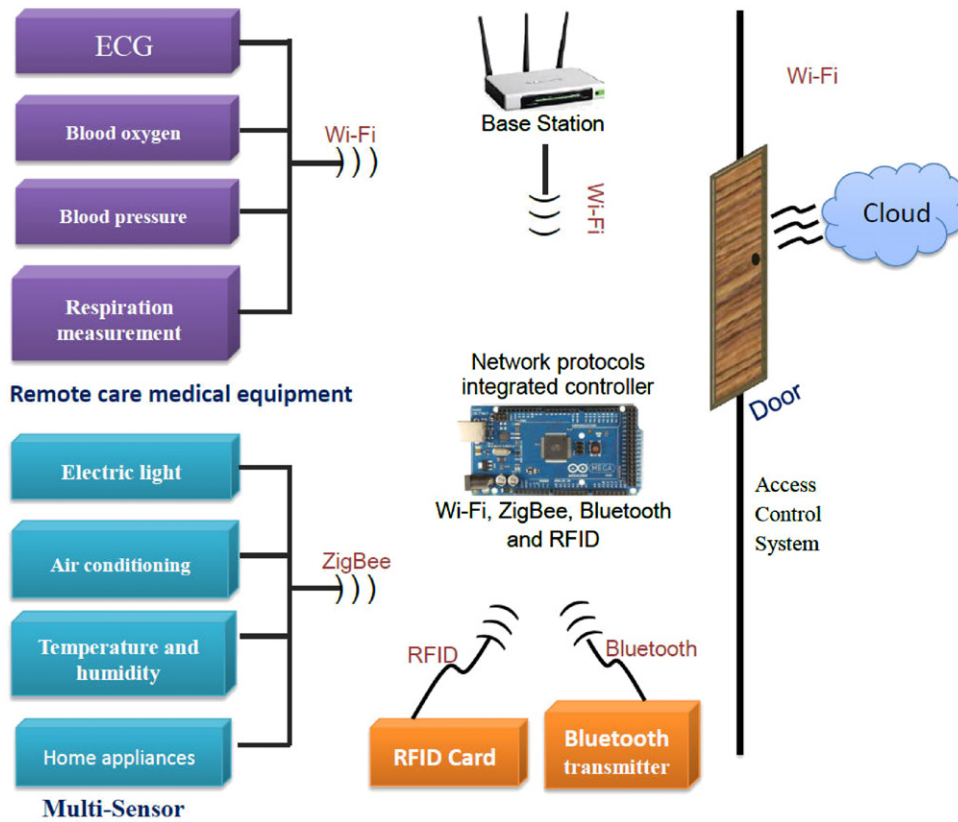 ECG
Blood oxygen
Blood pressure
Respiration
measurement
Remote care medical equipment
Wi-Fi
Base Station
Wi-Fi
Wi-Fi
Cloud
Door
Access
Control
System
Network protocols
integrated controller
MEGA
Wi-Fi, ZigBee, Bluetooth
and RFID
Electric light
Air conditioning
Temperature and
humidity
Home appliances
Multi-Sensor
ZigBee
RFID
Bluetooth
RFID Card
Bluetooth
transmitter